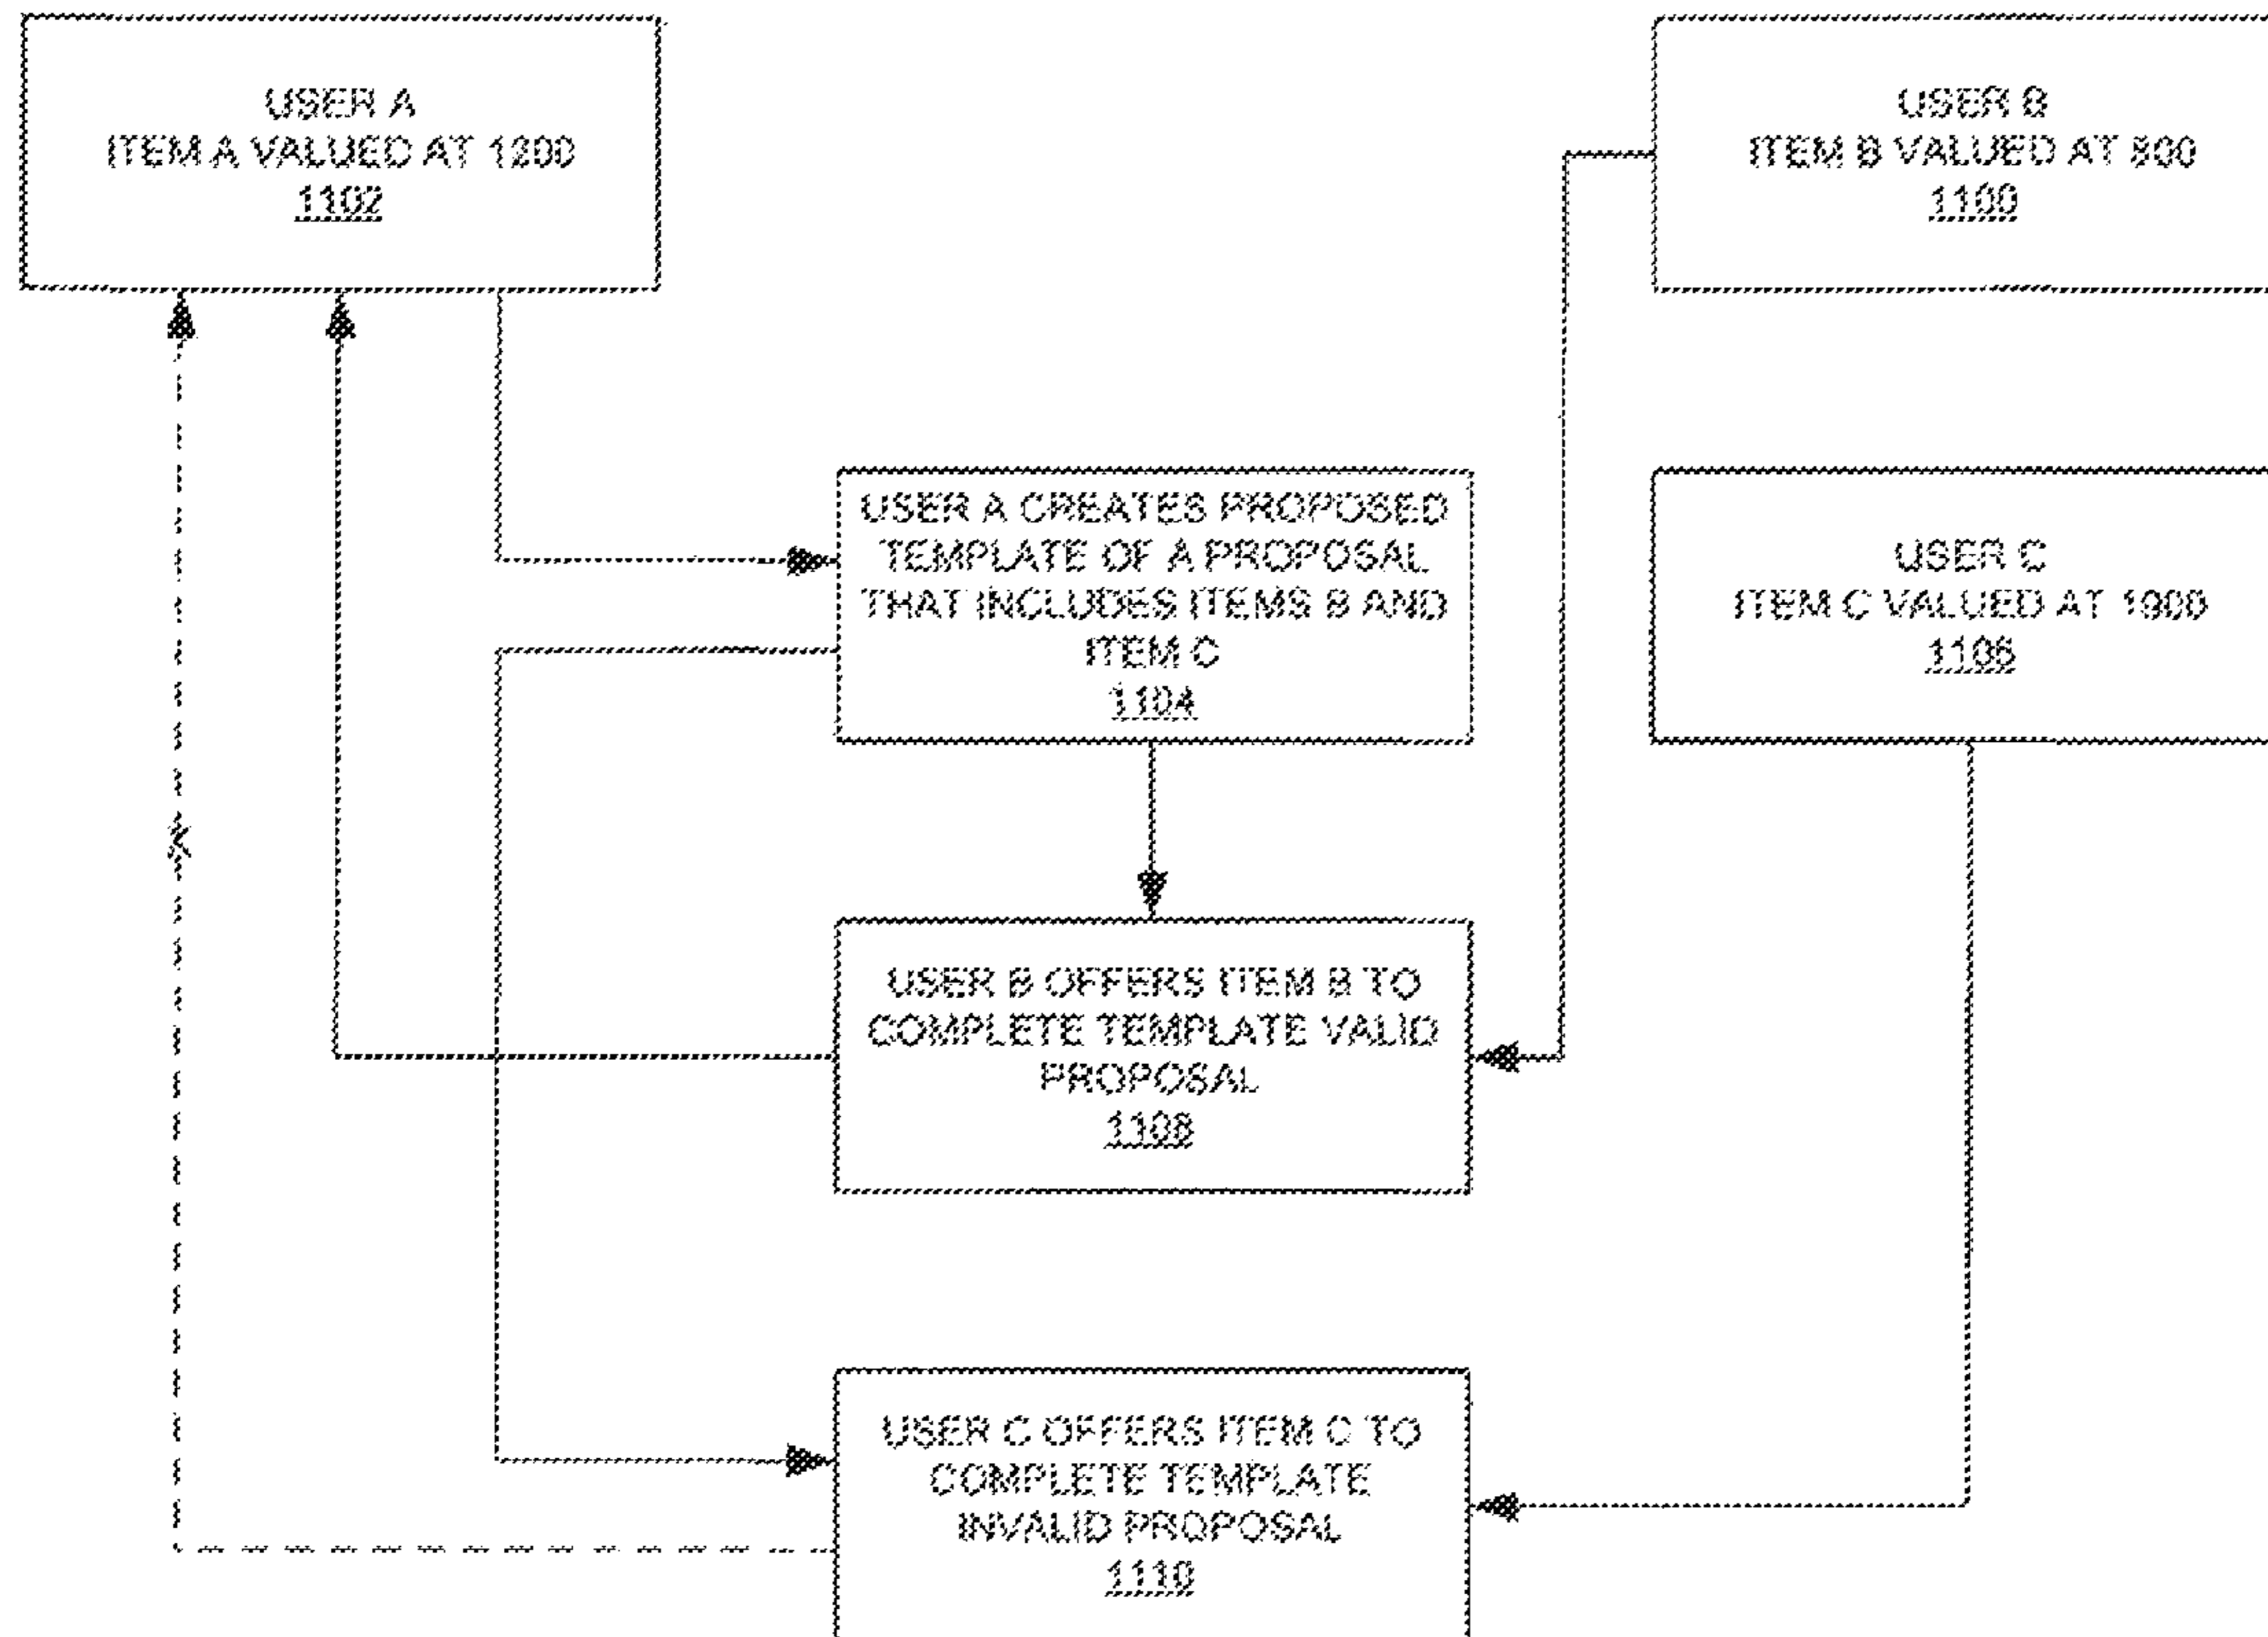 USER A
ITEM A VALUED AT 1200
1102
USER B
ITEM B VALUED AT 800
1100
USER A CREATES PROPOSED
TEMPLATE OF A PROPOSAL
THAT INCLUDES ITEMS B AND
ITEM C
1104
USER C
ITEM C VALUED AT 1900
1106
USER B OFFERS ITEM B TO
COMPLETE TEMPLATE VALID
PROPOSAL
1108
USER C OFFERS ITEM C TO
COMPLETE TEMPLATE
INVALID PROPOSAL
1110